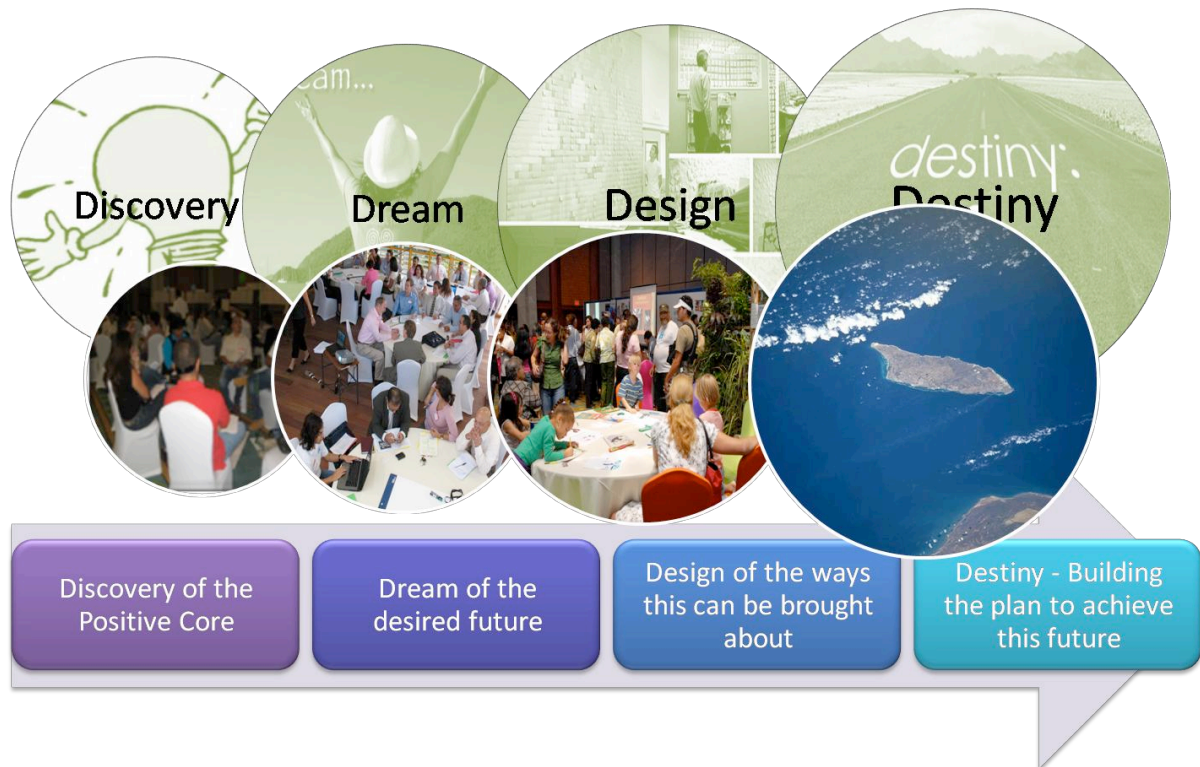 eam...
destiny:
Discovery
Dream
Design
Destiny
Discovery of the
Positive Core
Dream of the
desired future
Design of the ways
this can be brought
about
Destiny - Building
the plan to achieve
this future